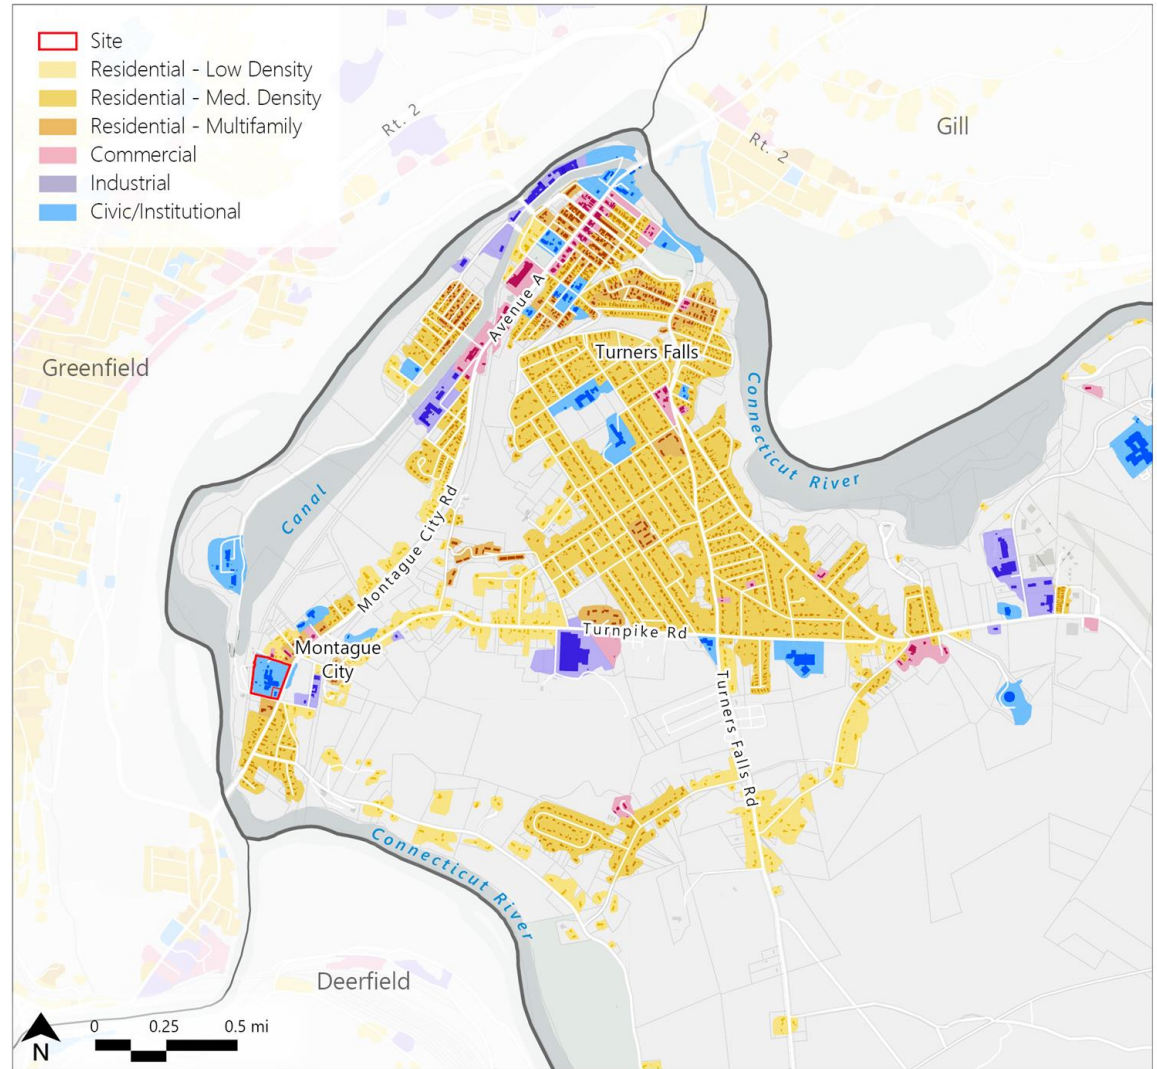 Site
Residential - Low Density
Residential - Med. Density
Residential - Multifamily
Commercial
Industrial
Civic/Institutional
Rt. 2
Rt. 2
Gill
Greenfield
Avenue A
Turners Falls
Connecticut River
Canal
Montague City Rd
Turnpike Rd
Montague
City
Turners Falls Rd
Connecticut River
Deerfield
0 0.25 0.5 mi
N